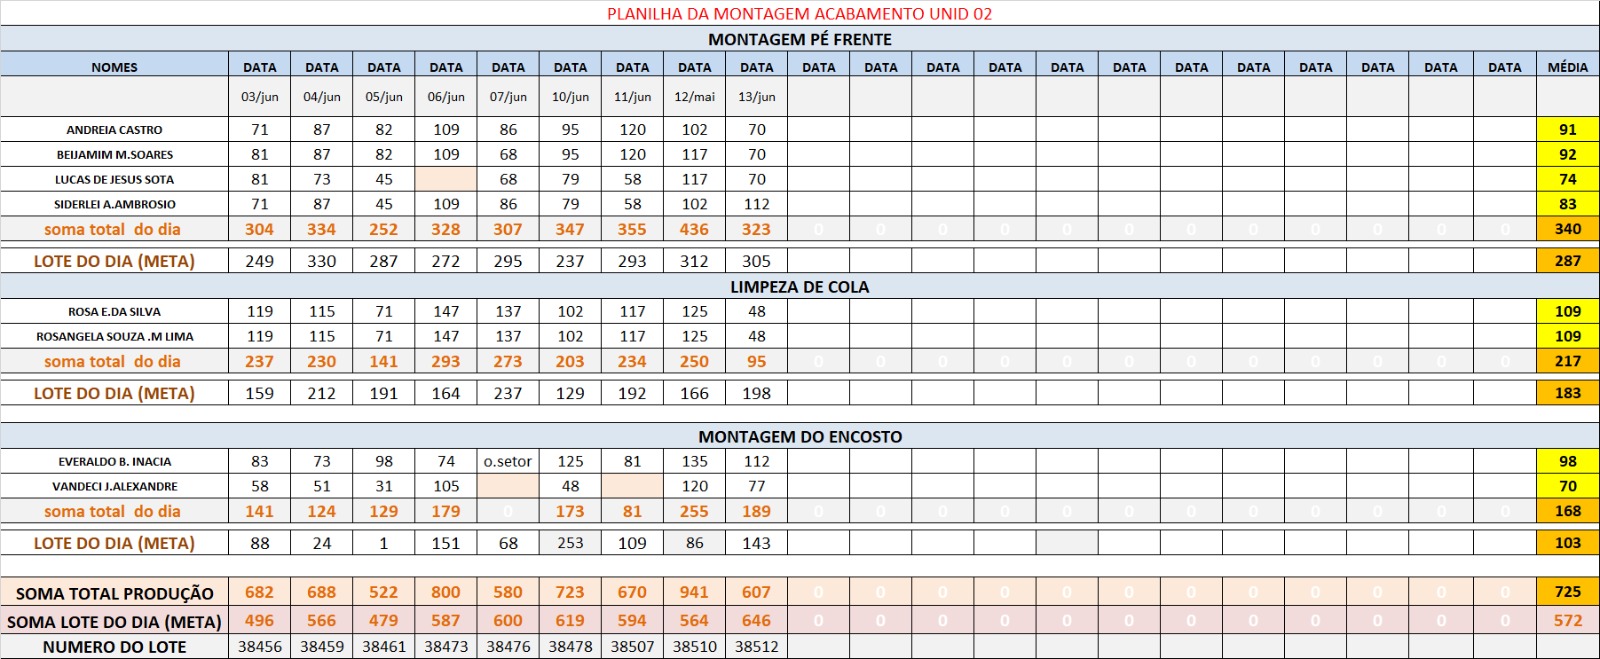 PLANILHA DA MONTAGEM ACABAMENTO UNID 02
MONTAGEM PÉ FRENTE
NOMES DATA DATA DATA DATA DATA DATA DATA DATA DATA DATA DATA DATA DATA DATA DATA DATA DATA DATA DATA DATA DATA MÉDIA
03/jun 04/jun 05/jun 06/jun 07/jun 10/jun 11/jun 12/mai 13/jun
ANDREIA CASTRO 71 87 82 109 86 95 120 102 70 91
BEIJAMIM M.SOARES 81 87 82 109 68 95 120 117 70 92
LUCAS DE JESUS SOTA 81 73 45 68 79 58 117 70 74
SIDERLEI A.AMBROSIO 71 87 45 109 86 79 58 102 112 83
soma total do dia 304 334 252 328 307 347 355 436 323 0 0 0 0 0 0 0 0 0 0 0 0 340
LOTE DO DIA (META) 249 330 287 272 295 237 293 312 305 287
LIMPEZA DE COLA
ROSA E.DA SILVA 119 115 71 147 137 102 117 125 48 109
ROSANGELA SOUZA .M LIMA 119 115 71 147 137 102 117 125 48 109
soma total do dia 237 230 141 293 273 203 234 250 95 0 0 0 0 0 0 0 0 0 0 0 0 217
LOTE DO DIA (META) 159 212 191 164 237 129 192 166 198 183
MONTAGEM DO ENCOSTO
EVERALDO B. INACIA 83 73 98 74 o.setor 125 81 135 112 98
VANDECI J.ALEXANDRE 58 51 31 105 48 120 77 70
soma total do dia 141 124 129 179 0 173 81 255 189 0 0 0 0 0 0 0 0 0 0 0 0 168
LOTE DO DIA (META) 88 24 1 151 68 253 109 86 143 103
SOMA TOTAL PRODUÇÃO 682 688 522 800 580 723 670 941 607 0 0 0 0 0 0 0 0 0 0 0 0 725
SOMA LOTE DO DIA (META) 496 566 479 587 600 619 594 564 646 0 0 0 0 0 0 0 0 0 0 0 0 572
NUMERO DO LOTE 38456 38459 38461 38473 38476 38478 38507 38510 38512